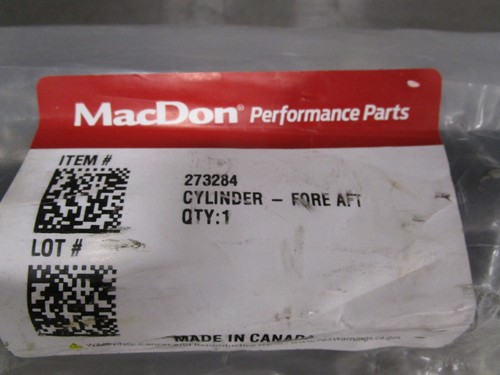 MacDon® Performance Parts
ITEM #
273284
CYLINDER - FORE AFT
QTY:1
LOT #
MADE IN CANADA